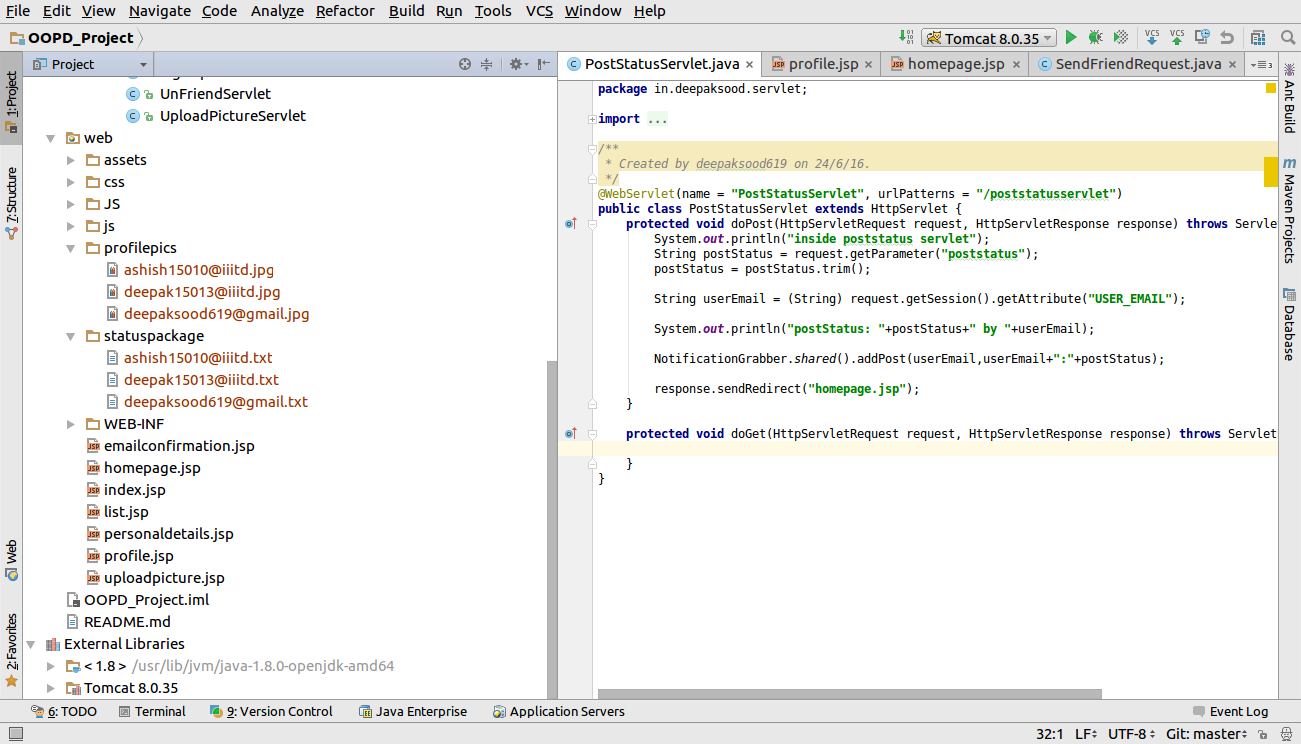 File Edit View Navigate Code Analyze Refactor Build Run Tools VCS Window Help
OOPD_Project
Tomcat 8.0.35
VCS VCS
Project
PostStatusServlet.java
profile.jsp
homepage.jsp
SendFriendRequest.java
3
1: Project
7: Structure
Web
2: Favorites
UnFriendServlet
UploadPictureServlet
web
assets
css
JS
js
profilepics
ashish15010@iiitd.jpg
deepak15013@iiitd.jpg
deepaksood619@gmail.jpg
statuspackage
ashish15010@iiitd.txt
deepak15013@iiitd.txt
deepaksood619@gmail.txt
WEB-INF
emailconfirmation.jsp
homepage.jsp
index.jsp
list.jsp
personaldetails.jsp
profile.jsp
uploadpicture.jsp
OOPD_Project.iml
README.md
External Libraries
< 1.8 > /usr/lib/jvm/java-1.8.0-openjdk-amd64
Tomcat 8.0.35
package in.deepaksood.servlet;
import ...
/**
* Created by deepaksood619 on 24/6/16.
*/
@WebServlet(name = "PostStatusServlet", urlPatterns = "/poststatusservlet")
public class PostStatusServlet extends HttpServlet {
protected void doPost(HttpServletRequest request, HttpServletResponse response) throws Servle
System.out.println("inside poststatus servlet");
String postStatus = request.getParameter("poststatus");
postStatus = postStatus.trim();
String userEmail = (String) request.getSession().getAttribute("USER_EMAIL");
System.out.println("postStatus: "+postStatus+" by "+userEmail);
NotificationGrabber.shared().addPost(userEmail,userEmail+":"+postStatus);
response.sendRedirect("homepage.jsp");
}
protected void doGet(HttpServletRequest request, HttpServletResponse response) throws Servlet
}
}
Ant Build
Maven Projects
Database
6: TODO
Terminal
9: Version Control
Java Enterprise
Application Servers
Event Log
32:1 LF UTF-8 Git: master